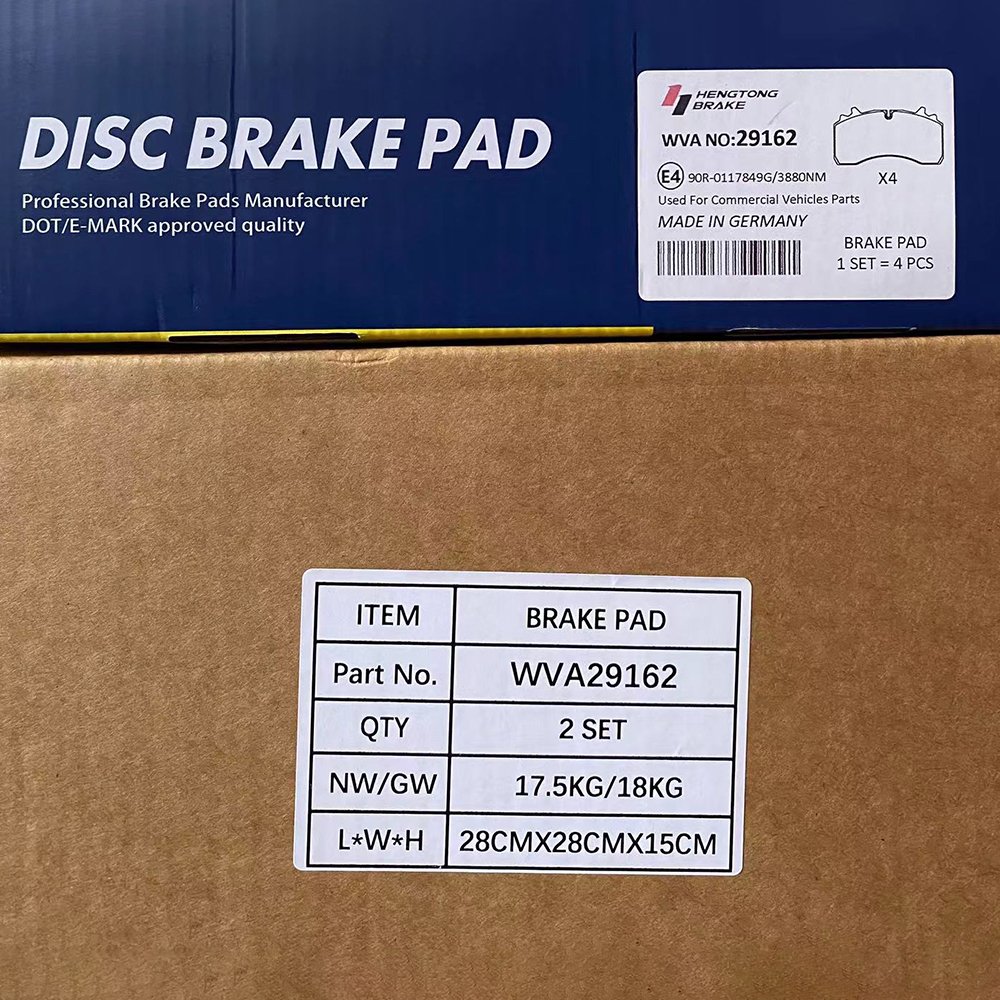 DISC BRAKE PAD
Professional Brake Pads Manufacturer
DOT/E-MARK approved quality
HENGTONG
BRAKE
WVA NO:29162
E4 90R-0117849G/3880NM
X4
Used For Commercial Vehicles Parts
MADE IN GERMANY
BRAKE PAD
1 SET = 4 PCS
ITEM BRAKE PAD
Part No. WVA29162
QTY 2 SET
NW/GW 17.5KG/18KG
L*W*H 28CMX28CMX15CM